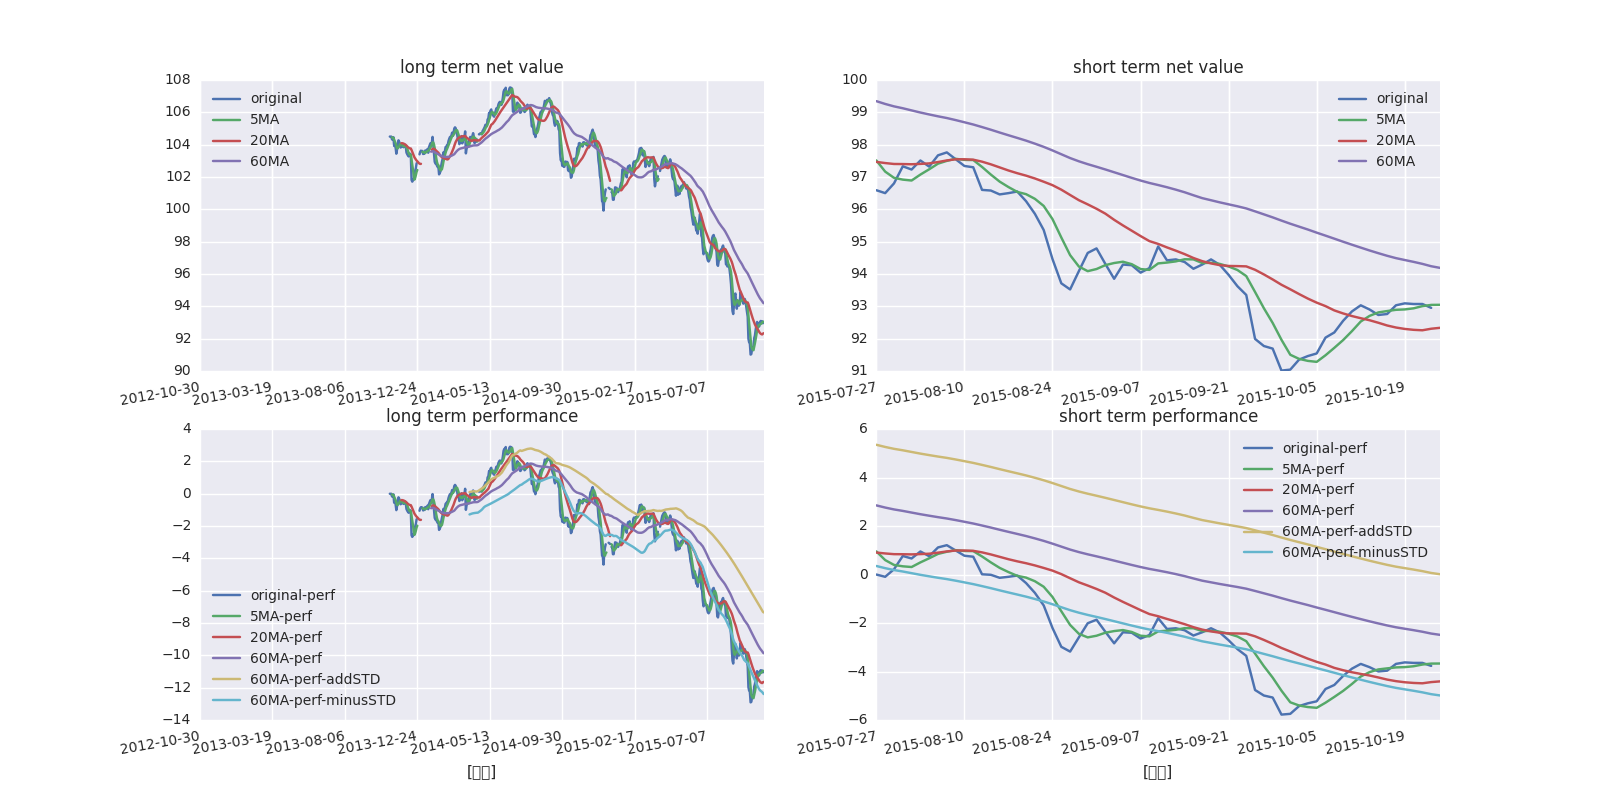 long term net value
108
106
104
102
100
98
96
94
92
90
original
5MA
20MA
60MA
2012-10-30
2013-03-19
2013-08-06
2013-12-24
2014-05-13
2014-09-30
2015-02-17
2015-07-07
short term net value
100
99
98
97
96
95
94
93
92
91
original
5MA
20MA
60MA
2015-07-27
2015-08-10
2015-08-24
2015-09-07
2015-09-21
2015-10-05
2015-10-19
long term performance
4
2
0
−2
−4
−6
−8
−10
−12
−14
original-perf
5MA-perf
20MA-perf
60MA-perf
60MA-perf-addSTD
60MA-perf-minusSTD
2012-10-30
2013-03-19
2013-08-06
2013-12-24
2014-05-13
2014-09-30
2015-02-17
2015-07-07
short term performance
6
4
2
0
−2
−4
−6
original-perf
5MA-perf
20MA-perf
60MA-perf
60MA-perf-addSTD
60MA-perf-minusSTD
2015-07-27
2015-08-10
2015-08-24
2015-09-07
2015-09-21
2015-10-05
2015-10-19